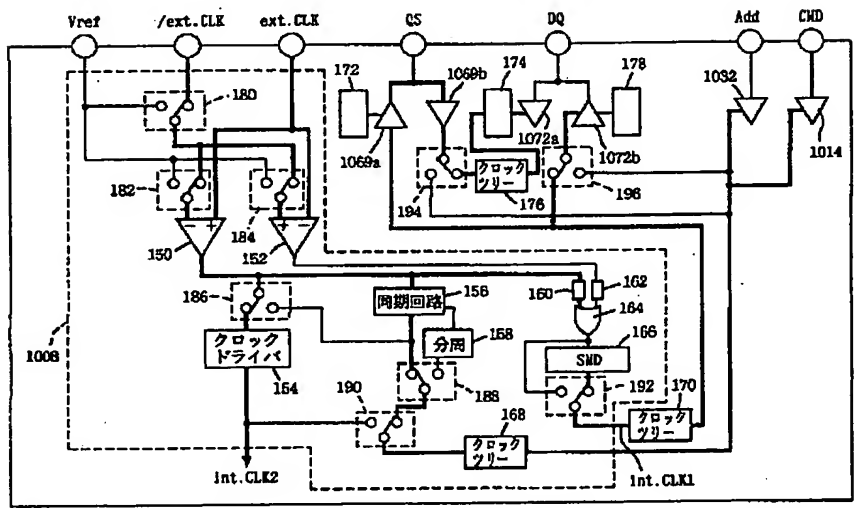 Vref /ext.CLK ext.CLK QS DQ Add CMD
172 1069b 174 178 1032
180
1069a 1072a 1072b 1014
182 184 194 クロック
ツリー 176 196
150 152
160 162
186 同期回路 156 164
1008 クロック
ドライバ 分周 158 166
154 SMD
188 192
190 168 170
クロック
ツリー クロック
ツリー
int.CLK2 int.CLK1